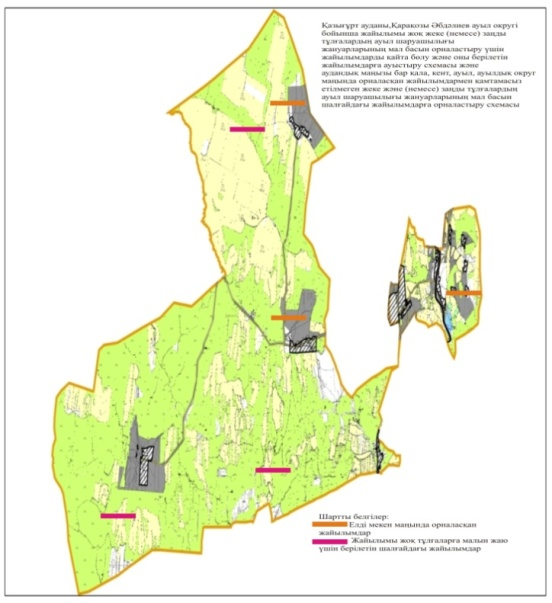 Қазығұрт ауданы,Қарақозы Әбдәлиев ауыл округі
бойынша жайылымы жоқ жеке (немесе) заңды
тұлғалардың ауыл шаруашылығы
жануарларының мал басын орналастыру үшін
жайылымдарды қайта бөлу және оны берілетін
жайылымдарға ауыстыру схемасы және
аудандық маңызы бар қала, кент, ауыл, ауылдық округ
маңында орналасқан жайылымдармен қамтамасыз
етілмеген жеке және (немесе) заңды тұлғалардың
ауыл шаруашылығы жануарларының мал басын
шалғайдағы жайылымдарға орналастыру схемасы
Шартты белгілер:
Елді мекен маңында орналасқан
жайылымдар
Жайылымы жоқ тұлғаларға малын жаю
үшін берілетін шалғайдағы жайылымдар